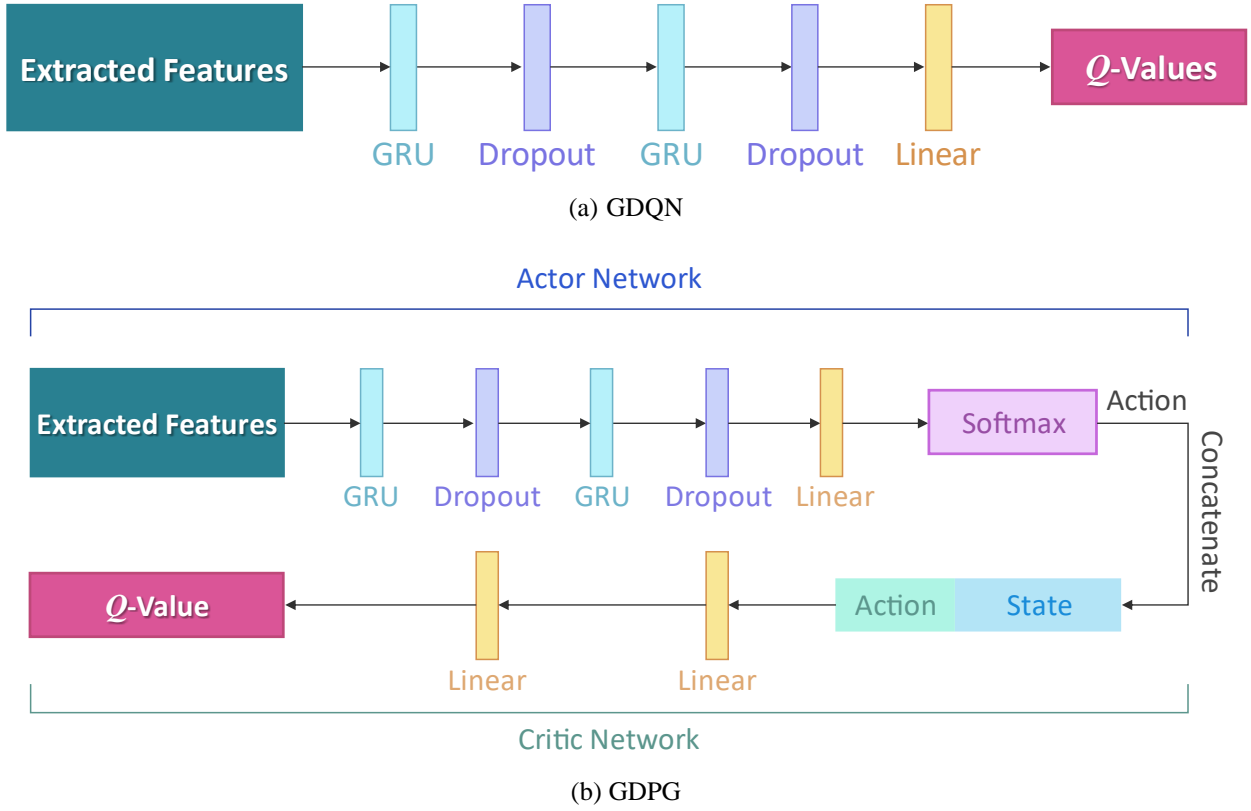 Extracted Features
Q-Values
GRU
Dropout
GRU
Dropout
Linear
(a) GDQN
Actor Network
Extracted Features
Softmax
Action
Concatenate
GRU
Dropout
GRU
Dropout
Linear
Q-Value
Action
State
Linear
Linear
Critic Network
(b) GDPG